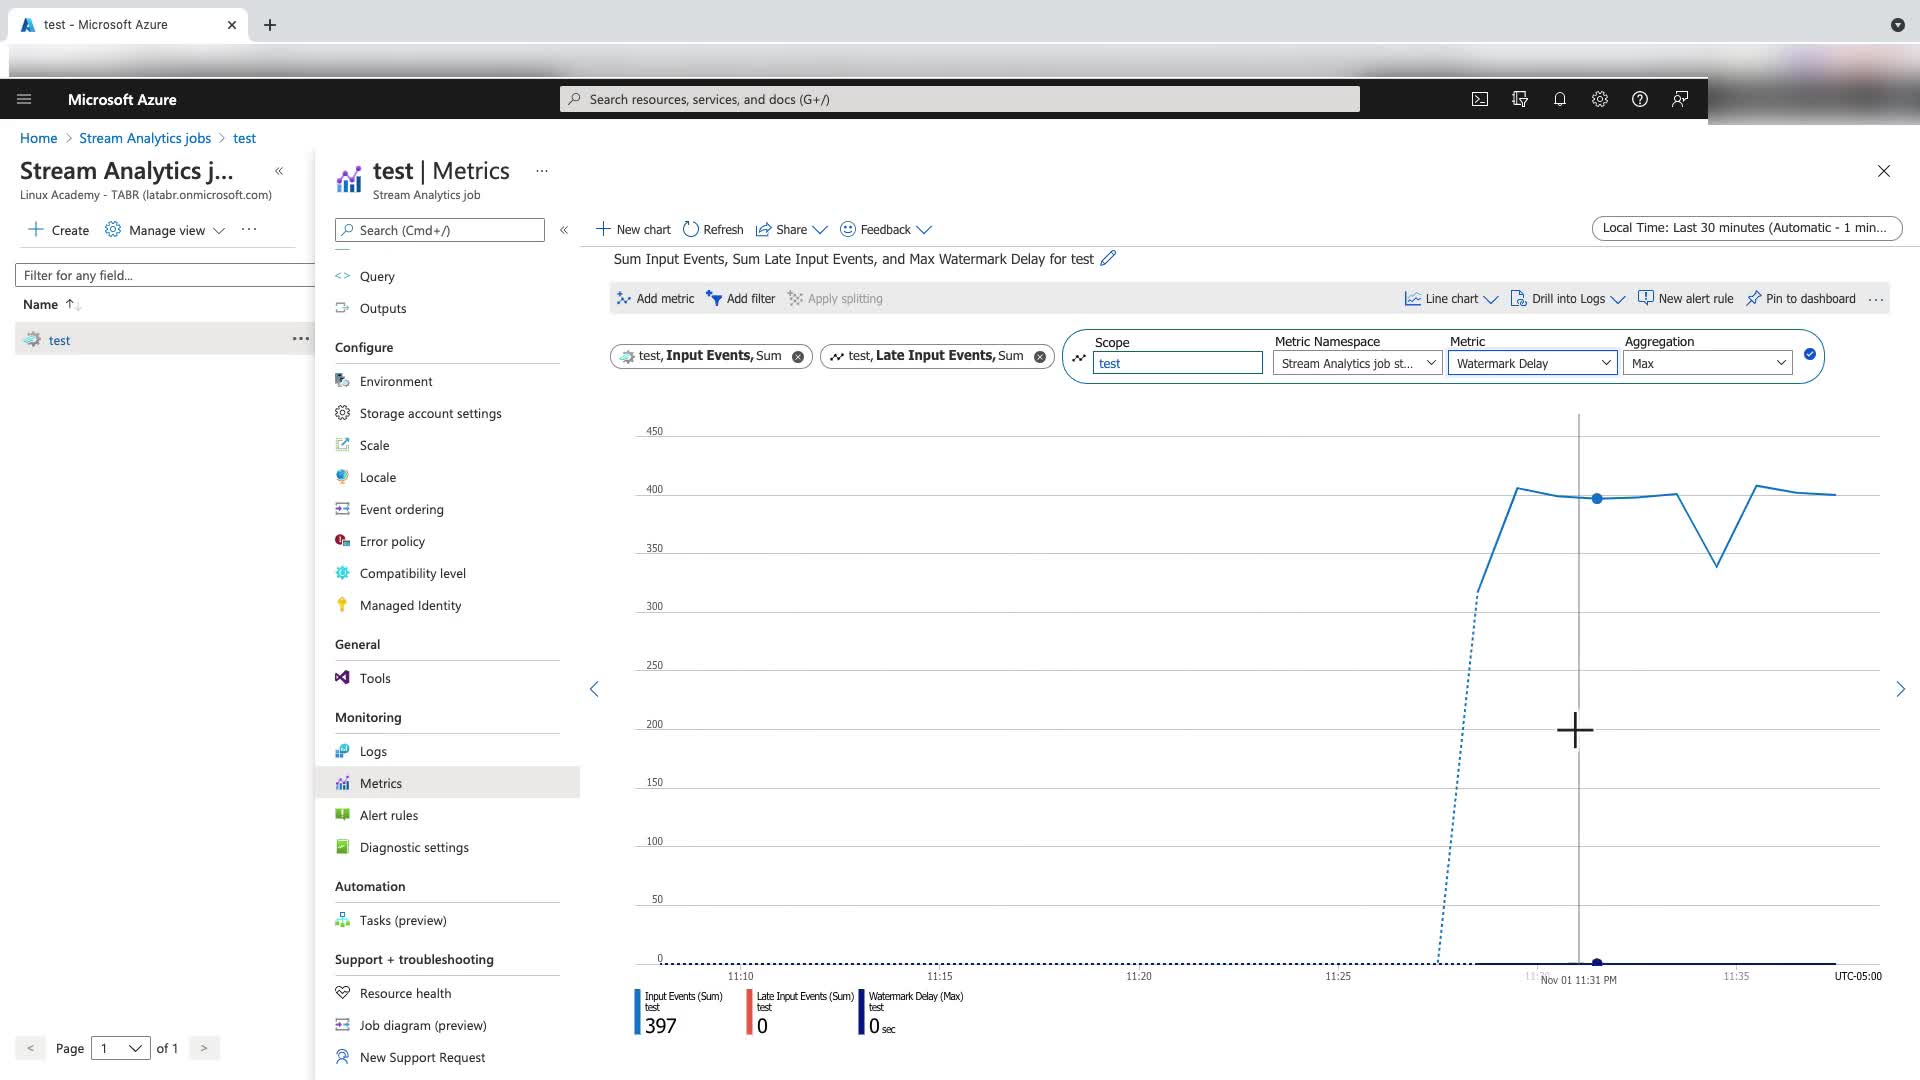 test - Microsoft Azure
Microsoft Azure
Search resources, services, and docs (G+/)
Home > Stream Analytics jobs > test
Stream Analytics j...
Linux Academy - TABR (latabr.onmicrosoft.com)
+ Create Manage view ...
Filter for any field...
Name ↑↓
test ...
Page 1 of 1
test | Metrics ...
Stream Analytics job
Search (Cmd+/)
Query
Outputs
Configure
Environment
Storage account settings
Scale
Locale
Event ordering
Error policy
Compatibility level
Managed Identity
General
Tools
Monitoring
Logs
Metrics
Alert rules
Diagnostic settings
Automation
Tasks (preview)
Support + troubleshooting
Resource health
Job diagram (preview)
New Support Request
New chart Refresh Share Feedback
Local Time: Last 30 minutes (Automatic - 1 min...
Sum Input Events, Sum Late Input Events, and Max Watermark Delay for test
Add metric Add filter Apply splitting Line chart Drill into Logs New alert rule Pin to dashboard ...
test, Input Events, Sum
test, Late Input Events, Sum
Scope Metric Namespace Metric Aggregation
test Stream Analytics job st... Watermark Delay Max
450
400
350
300
250
200
150
100
50
0
11:10 11:15 11:20 11:25 Nov 01 11:31 PM 11:35 UTC-05:00
Input Events (Sum)
test
397
Late Input Events (Sum)
test
0
Watermark Delay (Max)
test
0 sec